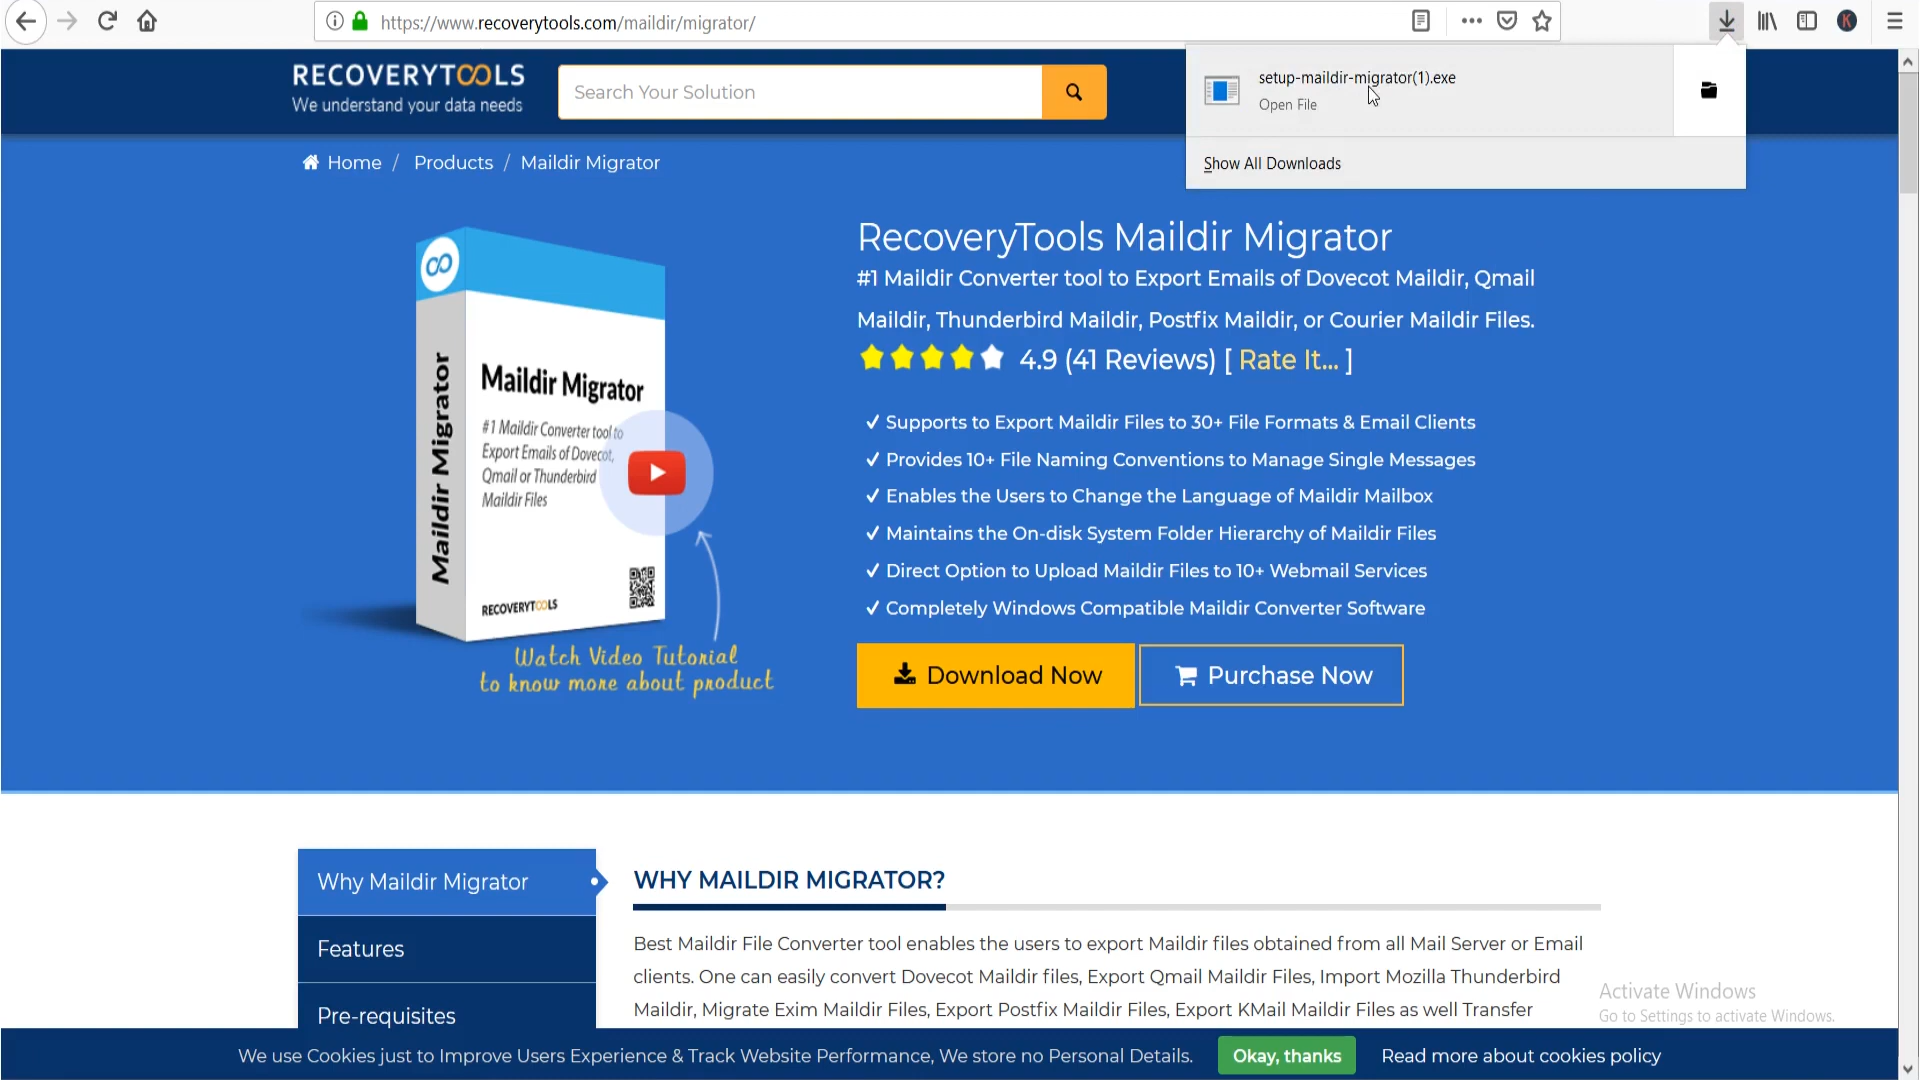 https://www.recoverytools.com/maildir/migrator/
K
RECOVERYTOOLS
We understand your data needs
Search Your Solution
setup-maildir-migrator(1).exe
Open File
Show All Downloads
Home / Products / Maildir Migrator
RecoveryTools Maildir Migrator
#1 Maildir Converter tool to Export Emails of Dovecot Maildir, Qmail
Maildir, Thunderbird Maildir, Postfix Maildir, or Courier Maildir Files.
4.9 (41 Reviews) [ Rate It... ]
✓ Supports to Export Maildir Files to 30+ File Formats & Email Clients
✓ Provides 10+ File Naming Conventions to Manage Single Messages
✓ Enables the Users to Change the Language of Maildir Mailbox
✓ Maintains the On-disk System Folder Hierarchy of Maildir Files
✓ Direct Option to Upload Maildir Files to 10+ Webmail Services
✓ Completely Windows Compatible Maildir Converter Software
Maildir Migrator
Maildir Migrator
#1 Maildir Converter tool to
Export Emails of Dovecot,
Qmail or Thunderbird
Maildir Files
RECOVERYTOOLS
Watch Video Tutorial
to know more about product
Download Now
Purchase Now
Why Maildir Migrator
Features
Pre-requisites
WHY MAILDIR MIGRATOR?
Best Maildir File Converter tool enables the users to export Maildir files obtained from all Mail Server or Email
clients. One can easily convert Dovecot Maildir files, Export Qmail Maildir Files, Import Mozilla Thunderbird
Maildir, Migrate Exim Maildir Files, Export Postfix Maildir Files, Export KMail Maildir Files as well Transfer
Activate Windows
Go to Settings to activate Windows.
We use Cookies just to Improve Users Experience & Track Website Performance, We store no Personal Details.
Okay, thanks
Read more about cookies policy